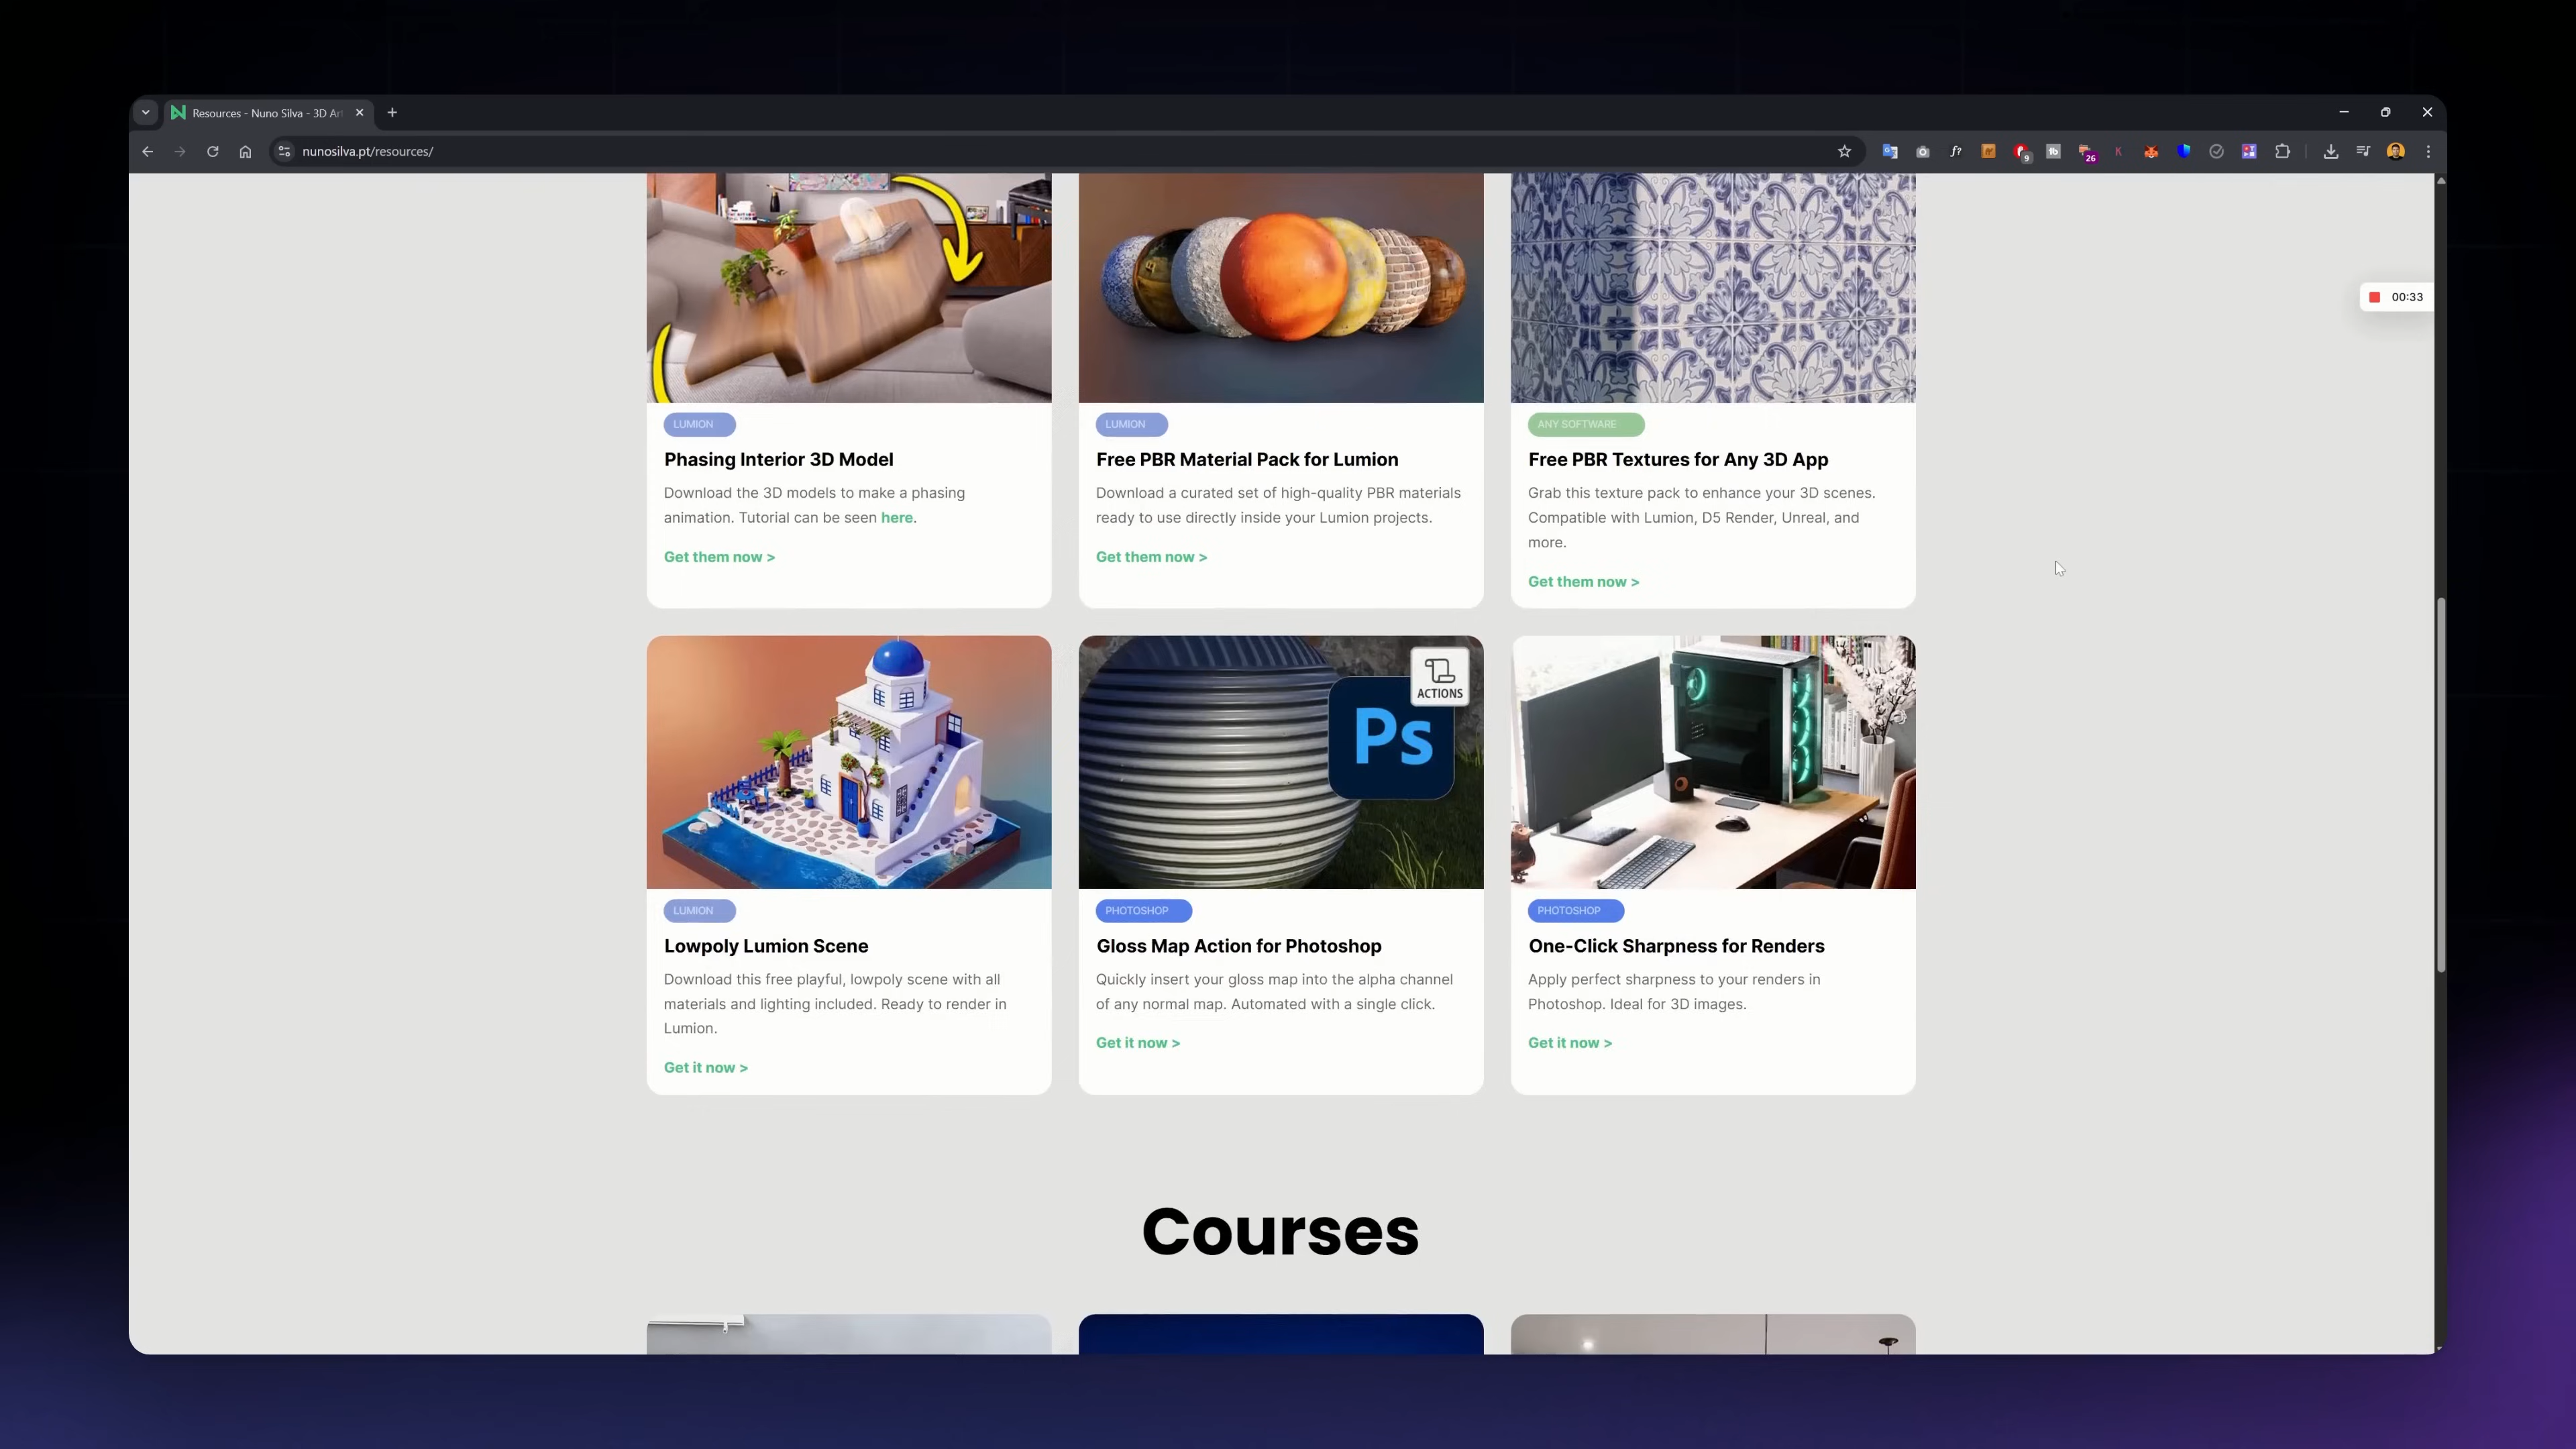 Resources - Nuno Silva - 3D Ar
nunosilva.pt/resources/
9
26
00:33
LUMION
Phasing Interior 3D Model
Download the 3D models to make a phasing
animation. Tutorial can be seen here.
Get them now >
LUMION
Free PBR Material Pack for Lumion
Download a curated set of high-quality PBR materials
ready to use directly inside your Lumion projects.
Get them now >
ANY SOFTWARE
Free PBR Textures for Any 3D App
Grab this texture pack to enhance your 3D scenes.
Compatible with Lumion, D5 Render, Unreal, and
more.
Get them now >
LUMION
Lowpoly Lumion Scene
Download this free playful, lowpoly scene with all
materials and lighting included. Ready to render in
Lumion.
Get it now >
ACTIONS
Ps
PHOTOSHOP
Gloss Map Action for Photoshop
Quickly insert your gloss map into the alpha channel
of any normal map. Automated with a single click.
Get it now >
PHOTOSHOP
One-Click Sharpness for Renders
Apply perfect sharpness to your renders in
Photoshop. Ideal for 3D images.
Get it now >
Courses